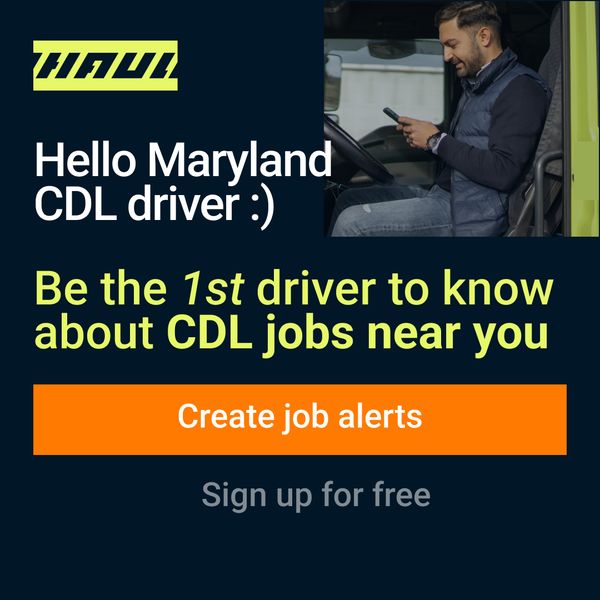 HAUL
Hello Maryland
CDL driver :)
Be the 1st driver to know
about CDL jobs near you
Create job alerts
Sign up for free